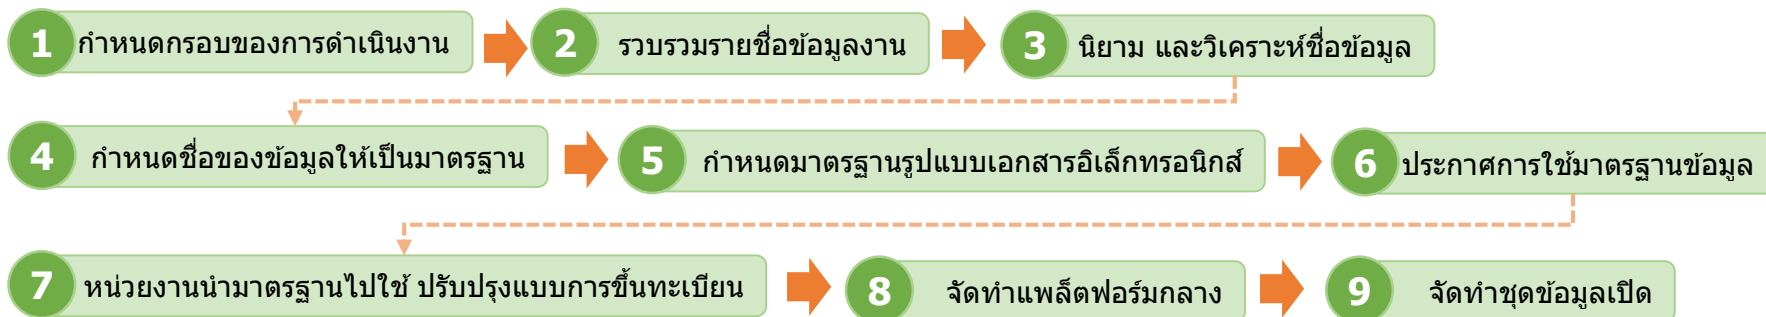 1 กำหนดกรอบของการดำเนินงาน
2 รวบรวมรายชื่อข้อมูลงาน
3 นิยาม และวิเคราะห์ชื่อข้อมูล
4 กำหนดชื่อของข้อมูลให้เป็นมาตรฐาน
5 กำหนดมาตรฐานรูปแบบเอกสารอิเล็กทรอนิกส์
6 ประกาศการใช้มาตรฐานข้อมูล
7 หน่วยงานนำมาตรฐานไปใช้ ปรับปรุงแบบการขึ้นทะเบียน
8 จัดทำแพล็ตฟอร์มกลาง
9 จัดทำชุดข้อมูลเปิด